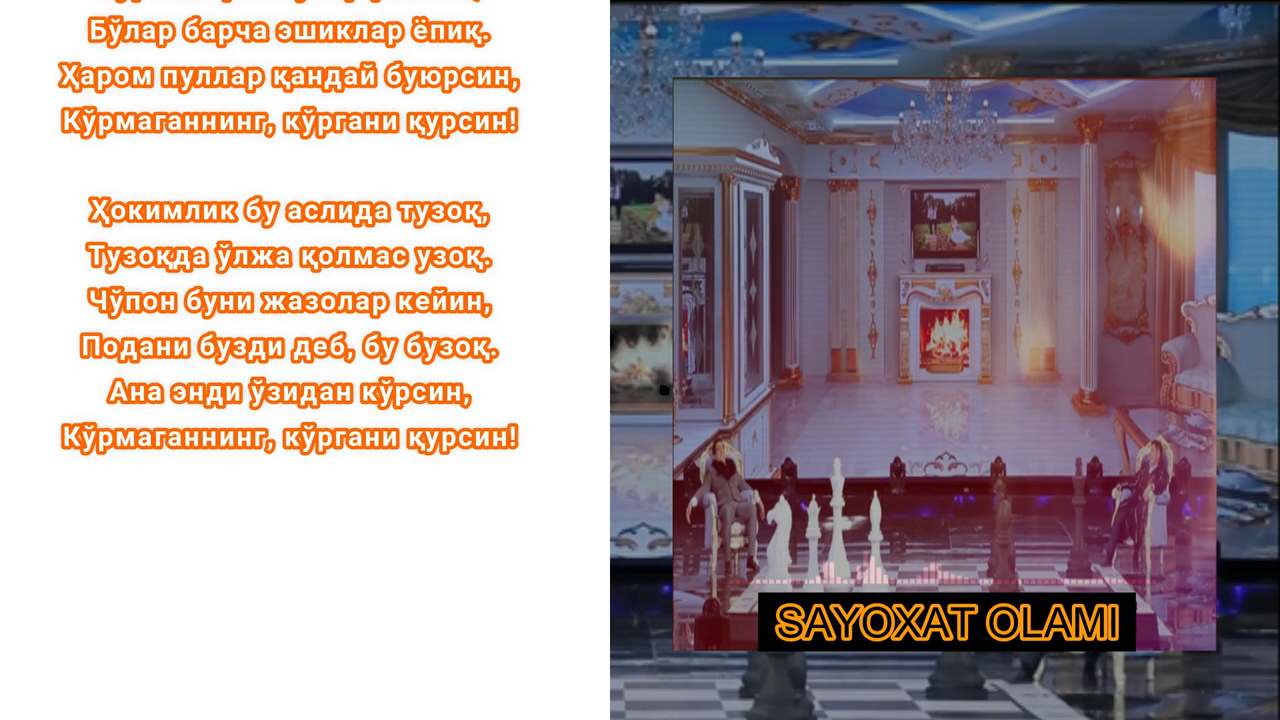 Бўлар барча эшиклар ёпиқ.
Ҳаром пуллар қандай буюрсин,
Кўрмаганнинг, кўргани қурсин!
Ҳокимлик бу аслида тузоқ,
Тузоқда ўлжа қолмас узоқ.
Чўпон буни жазолар кейин,
Подани бузди деб, бу бузоқ.
Ана энди ўзидан кўрсин,
Кўрмаганнинг, кўргани қурсин!
SAYOXAT OLAMI